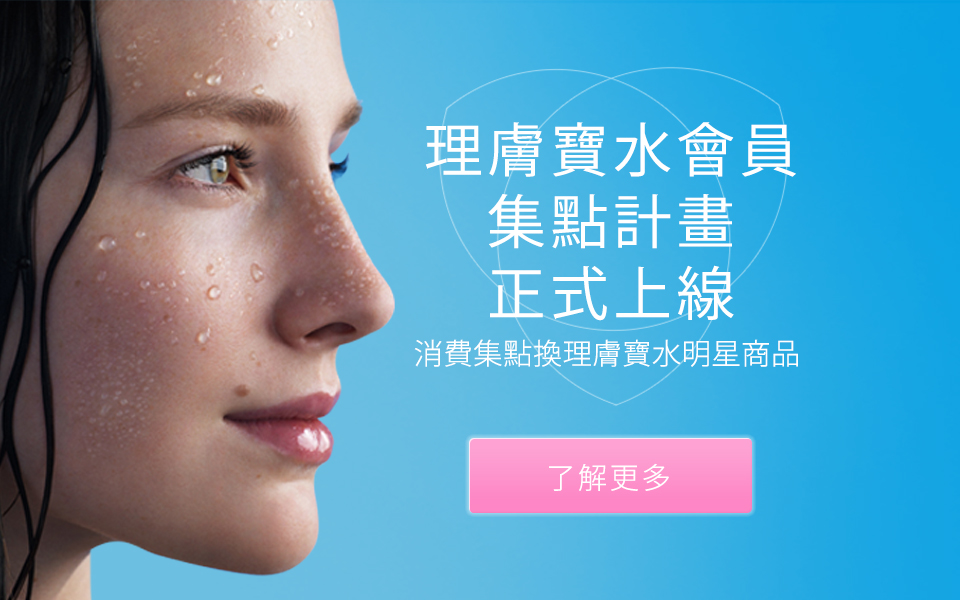 理膚寶水會員
集點計畫
正式上線
消費集點換理膚寶水明星商品
了解更多